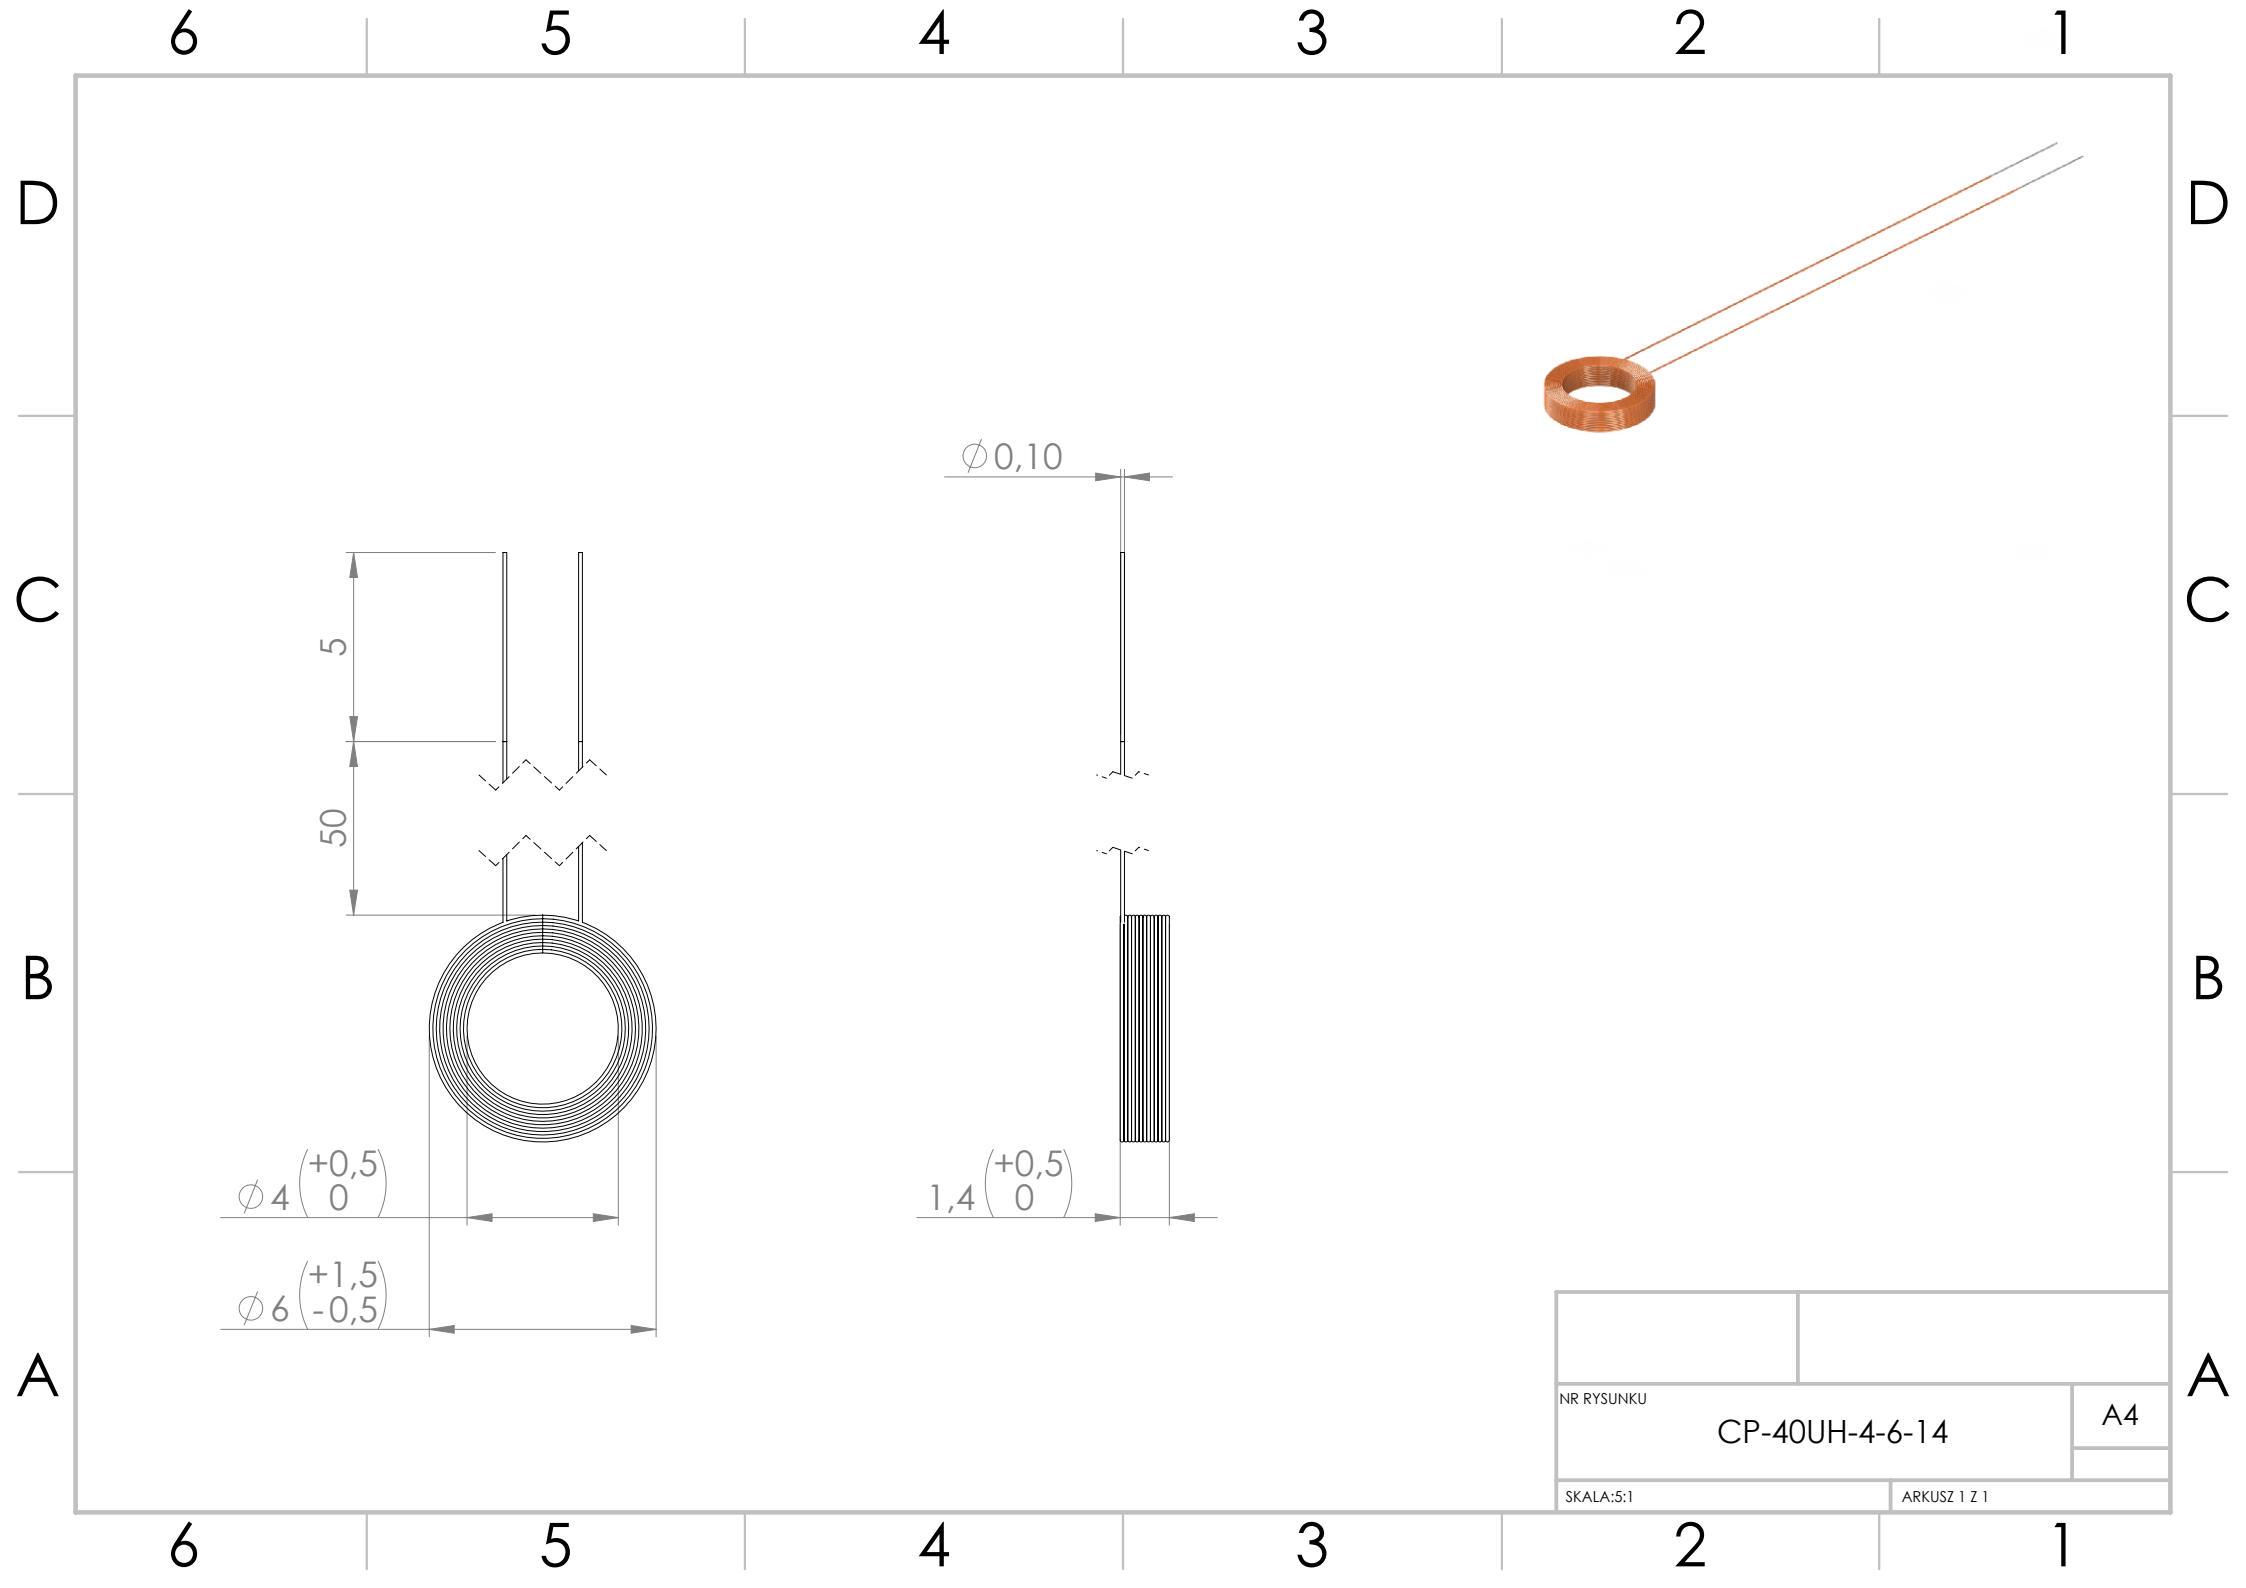 6 5 4 3 2 1
D D
⌀0,10
C C
5
50
B B
⌀4 (+0,5 0)
1,4 (+0,5 0)
⌀6 (+1,5 -0,5)
A A
NR RYSUNKU
CP-40UH-4-6-14
A4
SKALA:5:1
ARKUSZ 1 Z 1
6 5 4 3 2 1